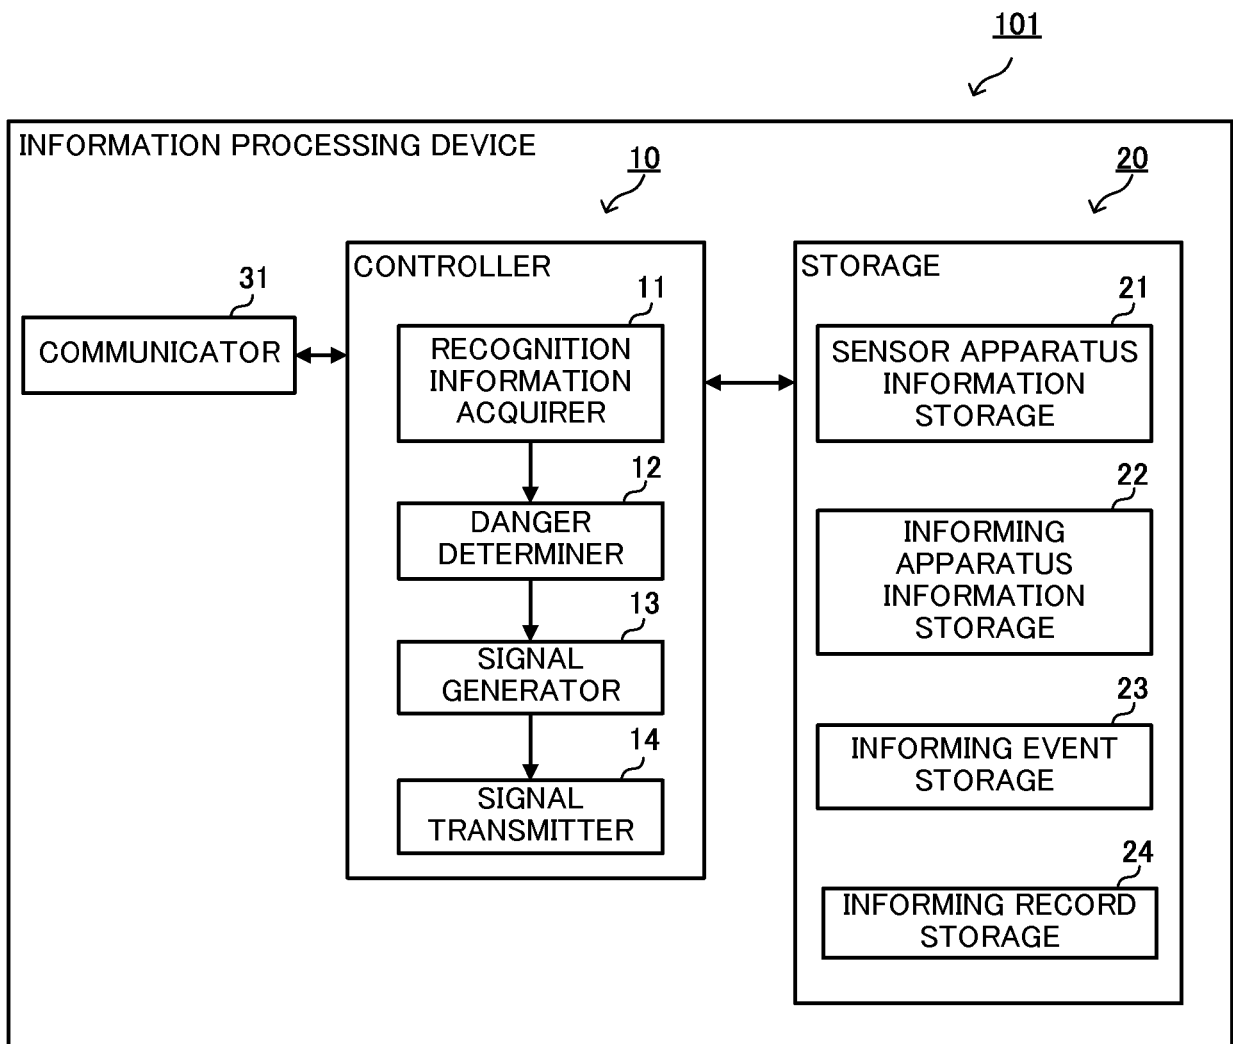 101
INFORMATION PROCESSING DEVICE
10
20
31
COMMUNICATOR
CONTROLLER
11
RECOGNITION
INFORMATION
ACQUIRER
12
DANGER
DETERMINER
13
SIGNAL
GENERATOR
14
SIGNAL
TRANSMITTER
STORAGE
21
SENSOR APPARATUS
INFORMATION
STORAGE
22
INFORMING
APPARATUS
INFORMATION
STORAGE
23
INFORMING EVENT
STORAGE
24
INFORMING RECORD
STORAGE